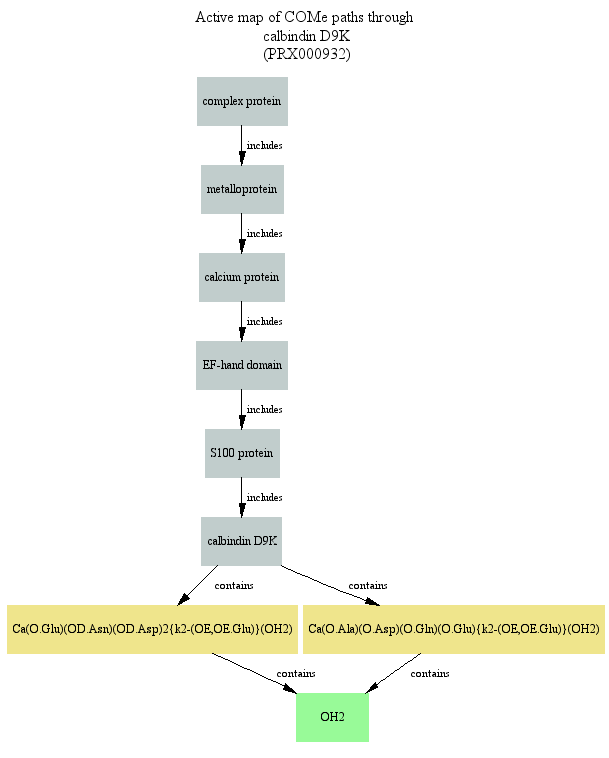 Active map of COMe paths through
calbindin D9K
(PRX000932)
complex protein
includes
metalloprotein
includes
calcium protein
includes
EF-hand domain
includes
S100 protein
includes
calbindin D9K
contains
contains
Ca(O.Glu)(OD.Asn)(OD.Asp)2{k2-(OE,OE.Glu)}(OH2)
Ca(O.Ala)(O.Asp)(O.Gln)(O.Glu){k2-(OE,OE.Glu)}(OH2)
contains
contains
OH2